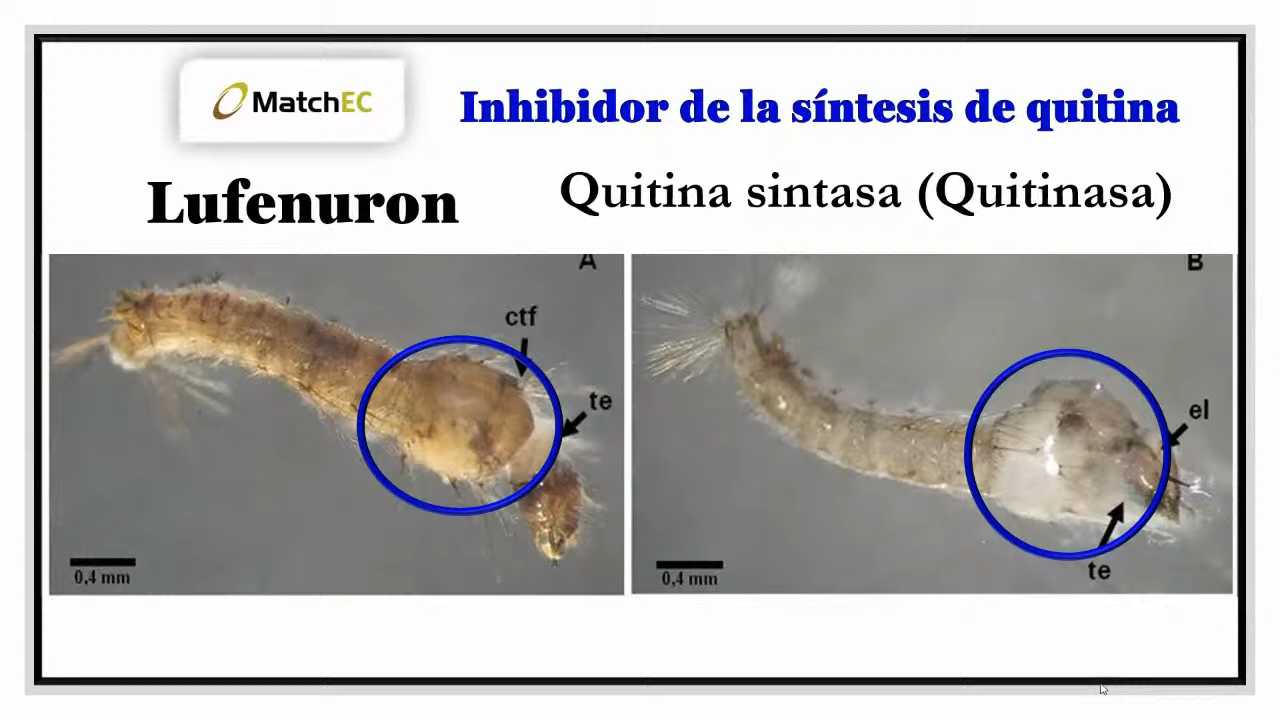 MatchEC
Inhibidor de la síntesis de quitina
Lufenuron
Quitina sintasa (Quitinasa)
A
ctf
te
0,4 mm
B
el
te
0,4 mm